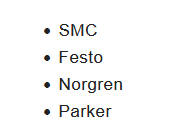 • SMC
• Festo
• Norgren
• Parker